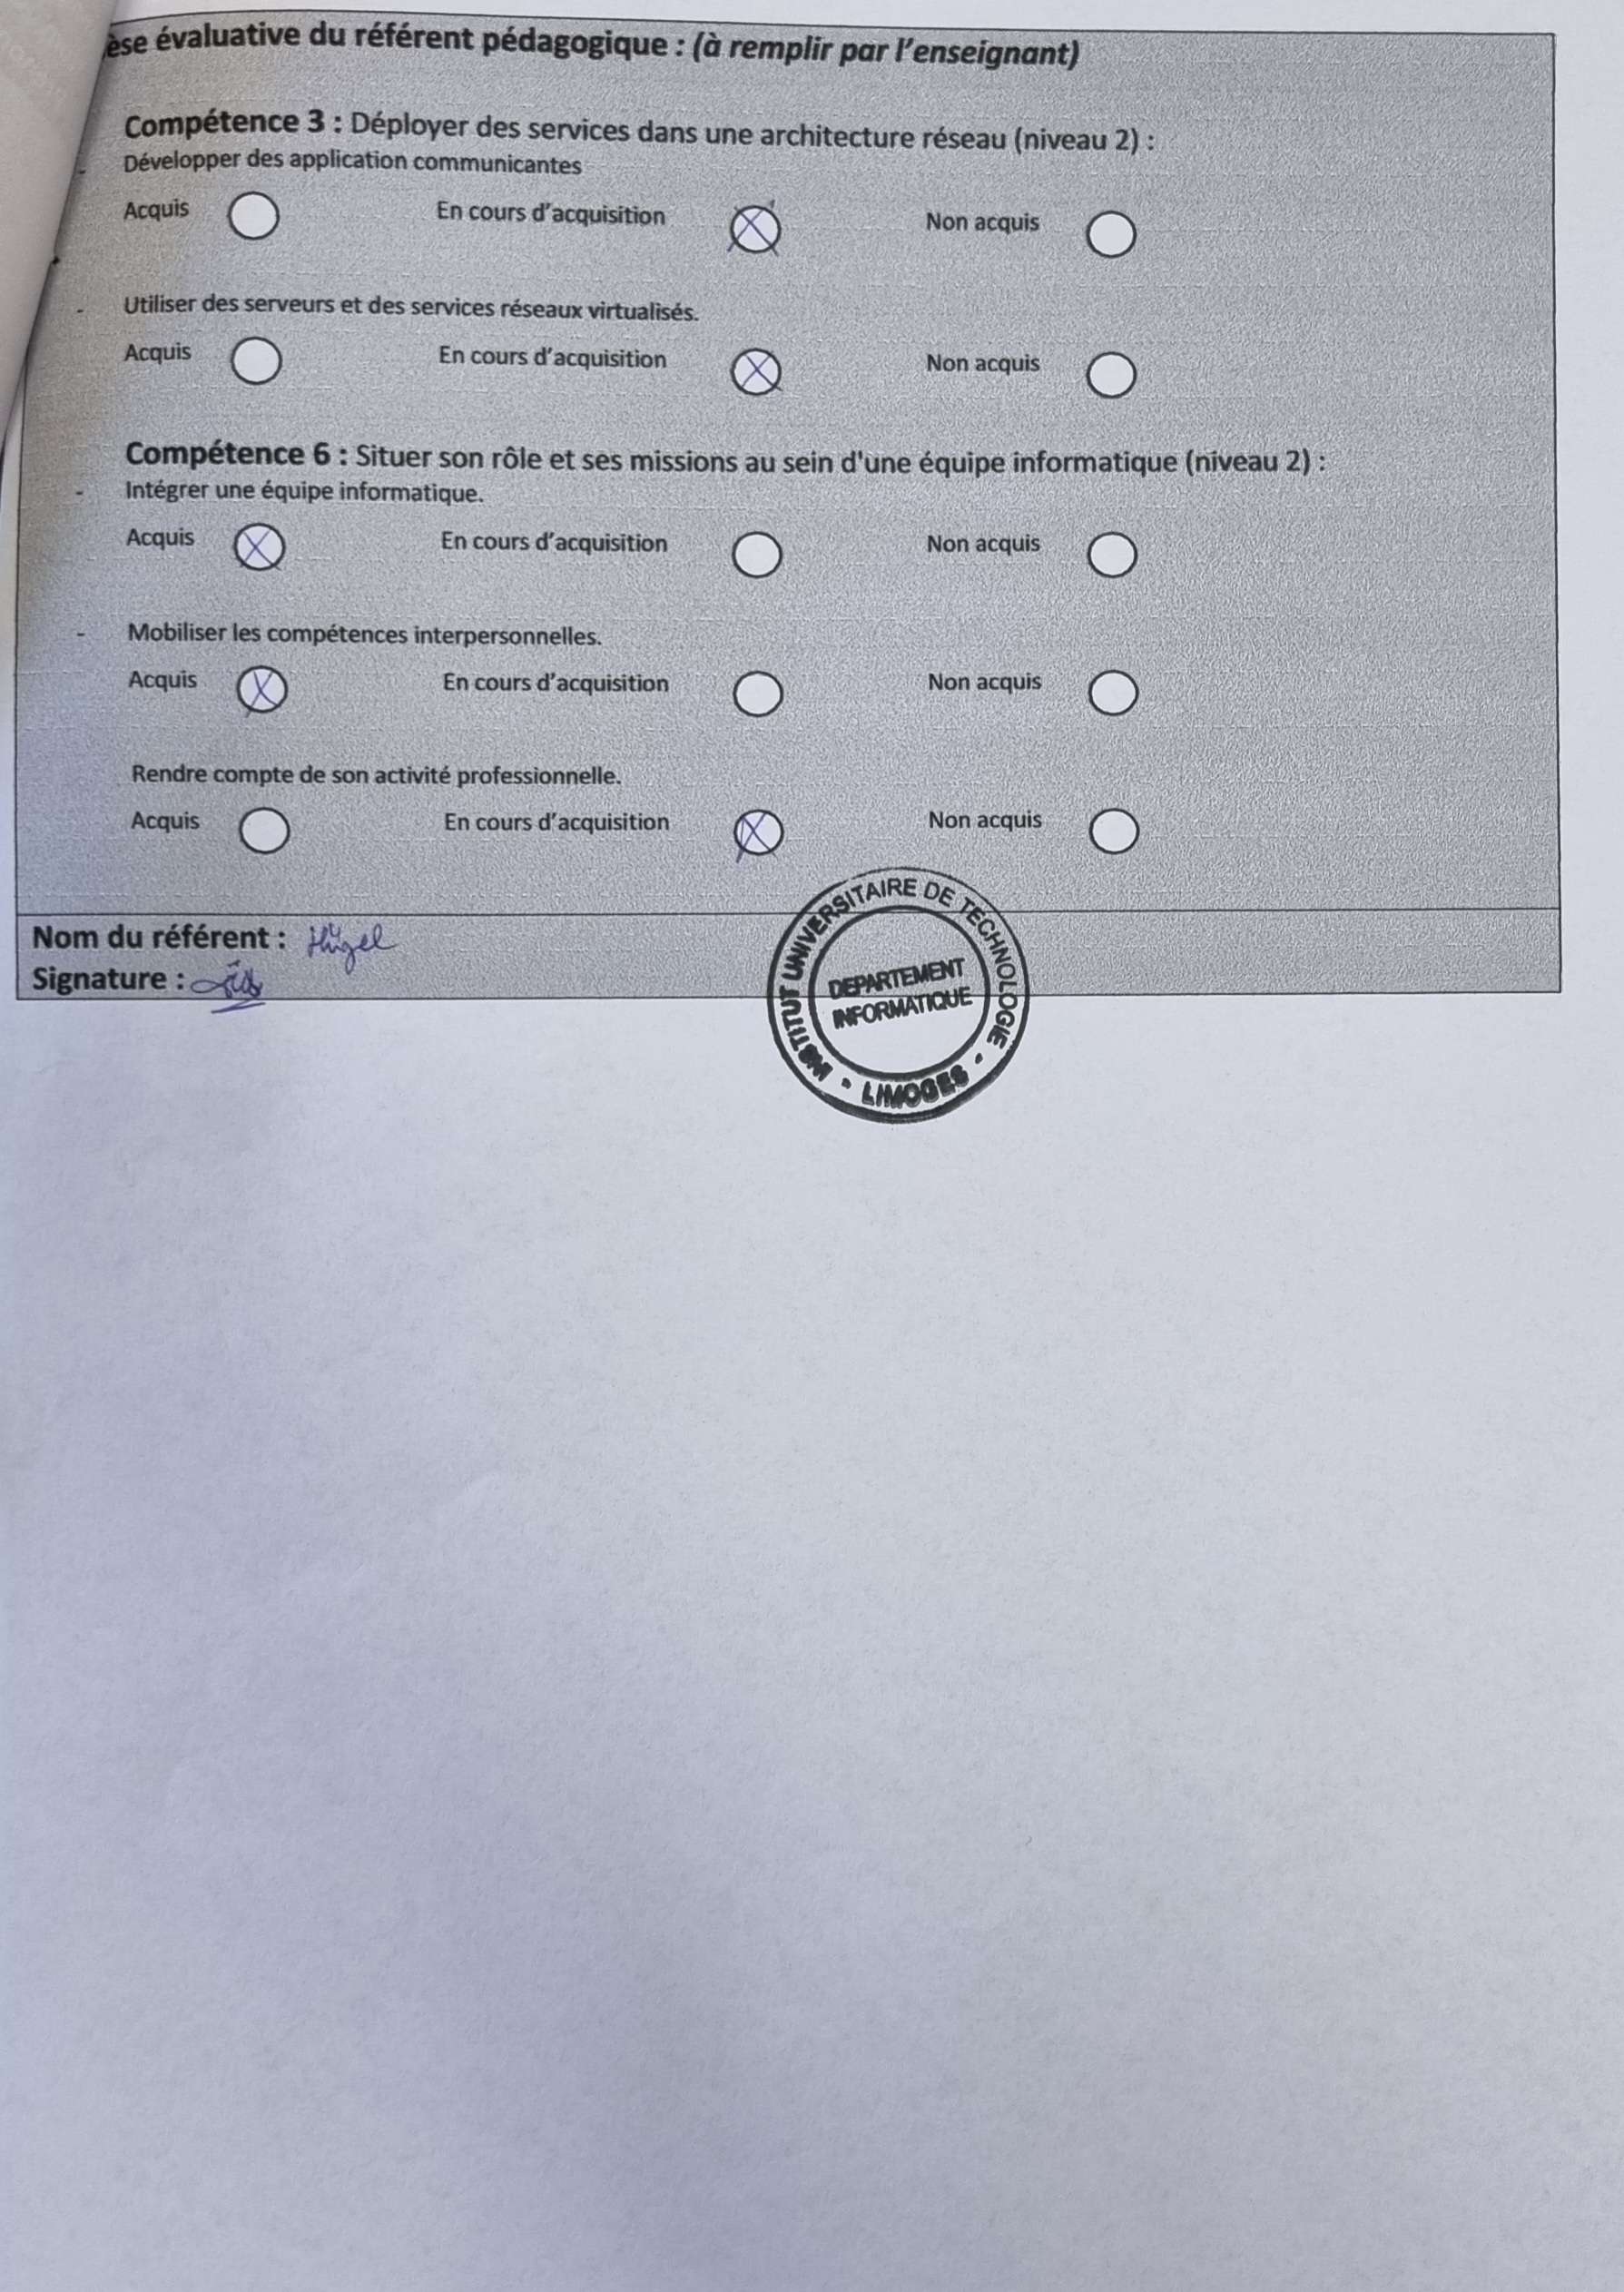 èse évaluative du référent pédagogique : (à remplir par l'enseignant)
Compétence 3 : Déployer des services dans une architecture réseau (niveau 2) :
- Développer des application communicantes
Acquis En cours d'acquisition Non acquis
- Utiliser des serveurs et des services réseaux virtualisés.
Acquis En cours d'acquisition Non acquis
Compétence 6 : Situer son rôle et ses missions au sein d'une équipe informatique (niveau 2) :
- Intégrer une équipe informatique.
Acquis En cours d'acquisition Non acquis
- Mobiliser les compétences interpersonnelles.
Acquis En cours d'acquisition Non acquis
Rendre compte de son activité professionnelle.
Acquis En cours d'acquisition Non acquis
Nom du référent : Hügel
Signature :
INSTITUT UNIVERSITAIRE DE TECHNOLOGIE - LIMOGES -
DEPARTEMENT
INFORMATIQUE